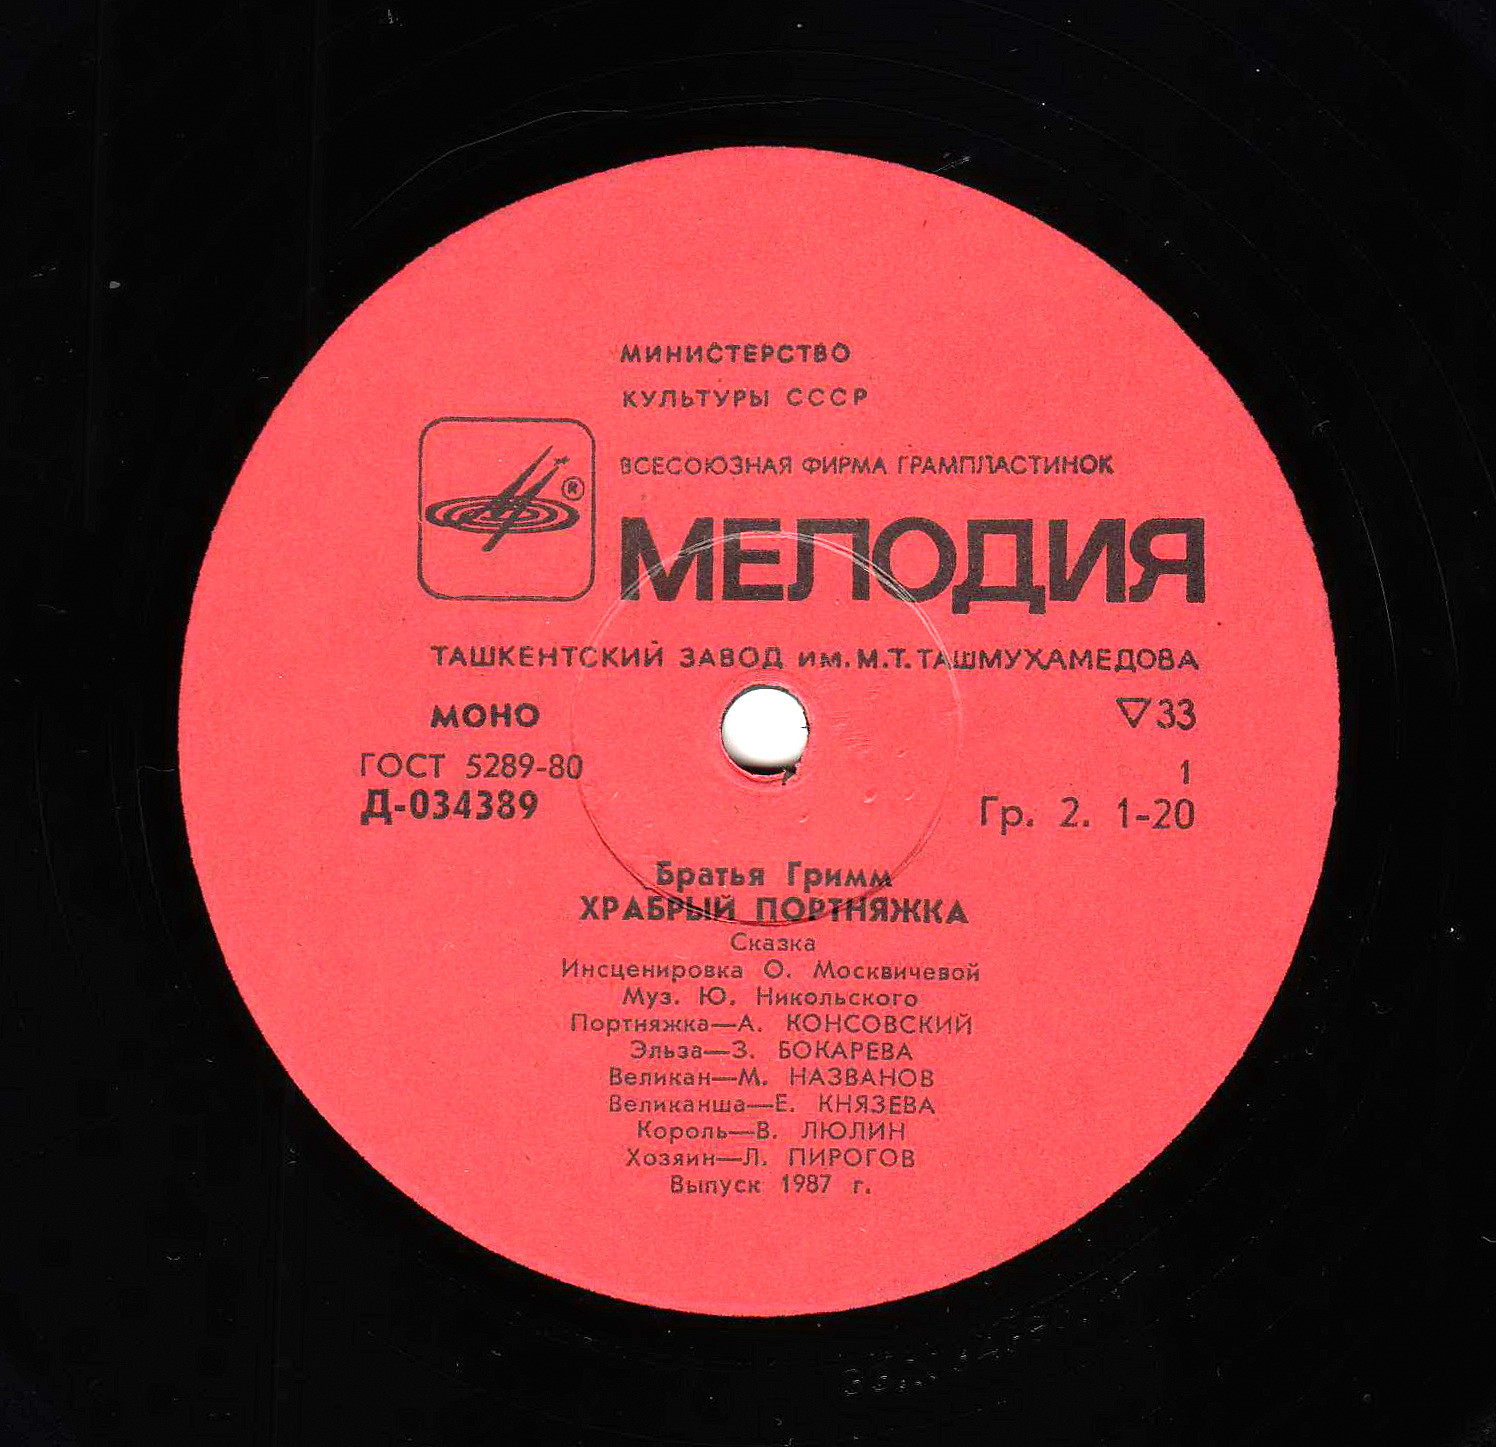 МИНИСТЕРСТВО
КУЛЬТУРЫ СССР
ВСЕСОЮЗНАЯ ФИРМА ГРАМПЛАСТИНОК
®
МЕЛОДИЯ
ТАШКЕНТСКИЙ ЗАВОД им. М.Т. ТАШМУХАМЕДОВА
МОНО ▽33
ГОСТ 5289-80 1
Д-034389 Гр. 2. 1-20
Братья Гримм
ХРАБРЫЙ ПОРТНЯЖКА
Сказка
Инсценировка О. Москвичевой
Муз. Ю. Никольского
Портняжка—А. КОНСОВСКИЙ
Эльза—З. БОКАРЕВА
Великан—М. НАЗВАНОВ
Великанша—Е. КНЯЗЕВА
Король—В. ЛЮЛИН
Хозяин—Л. ПИРОГОВ
Выпуск 1987 г.